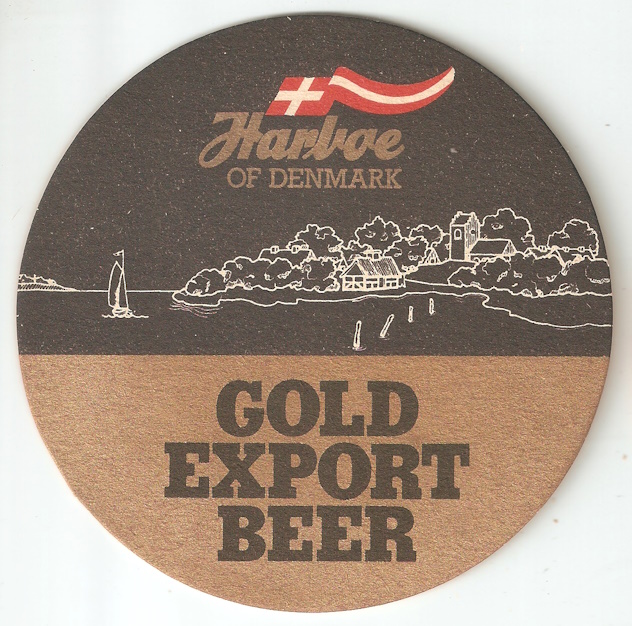 Harboe
OF DENMARK
GOLD
EXPORT
BEER